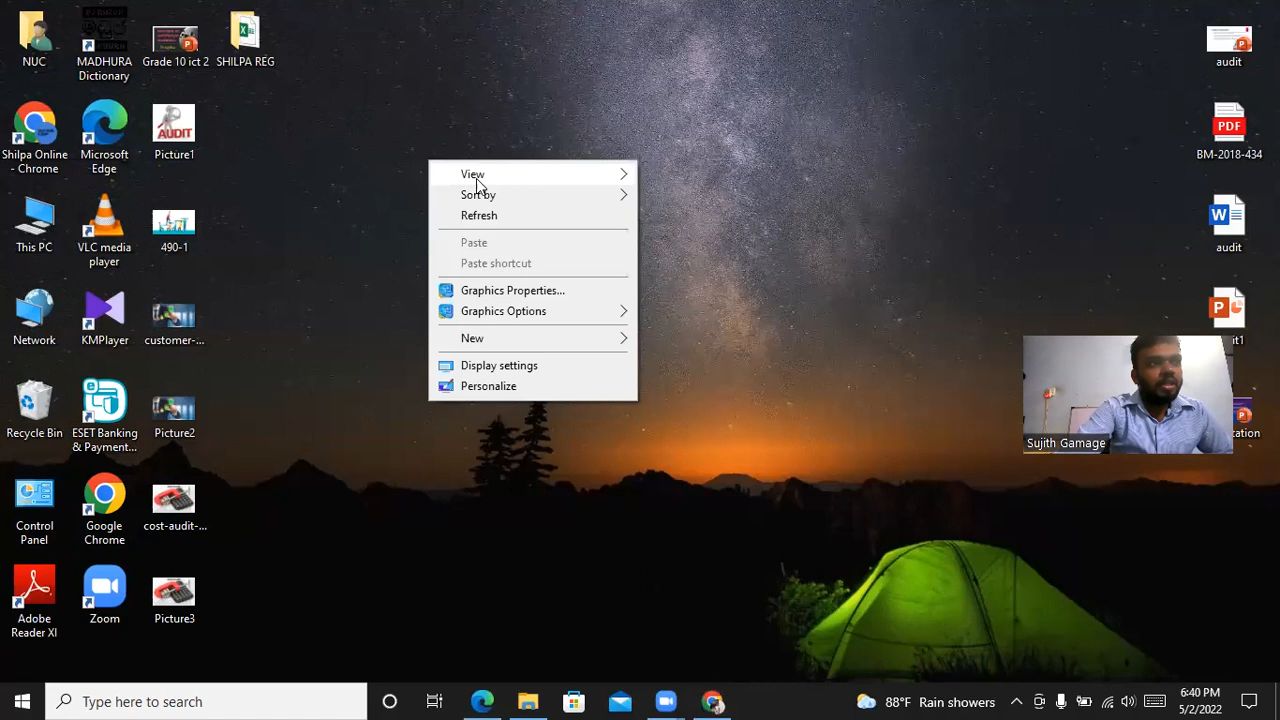 NUC
MADHURA
Dictionary
Grade 10 ict 2
SHILPA REG
Shilpa Online
- Chrome
Microsoft
Edge
AUDIT
Picture1
This PC
VLC media
player
490-1
Network
KMPlayer
customer-...
Recycle Bin
ESET Banking
& Payment...
Picture2
Control
Panel
Google
Chrome
cost-audit-...
Adobe
Reader XI
Zoom
Picture3
View
Sort by
Refresh
Paste
Paste shortcut
Graphics Properties...
Graphics Options
New
Display settings
Personalize
audit
PDF
BM-2018-434
audit
Sujith Gamage
Type here to search
88°F Rain showers
6:40 PM
5/2/2022